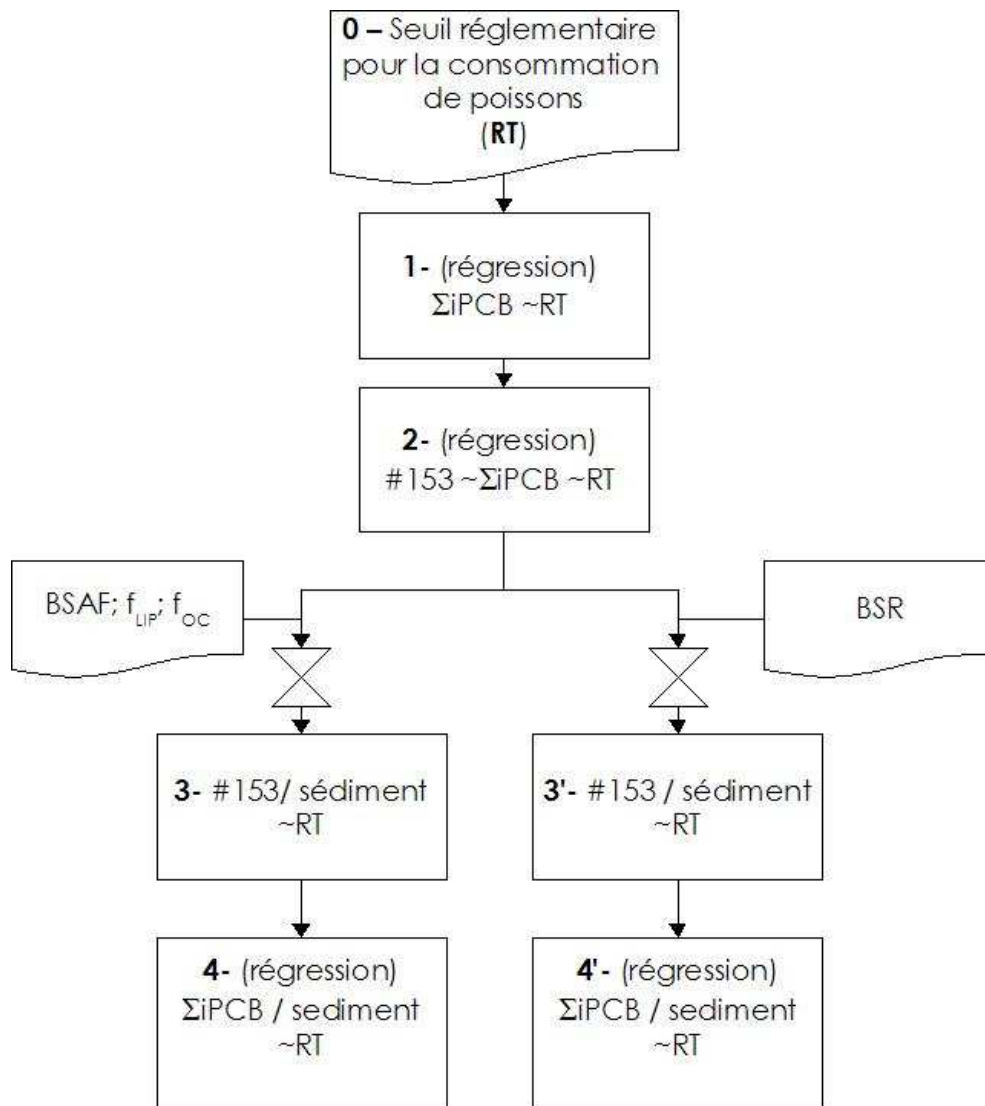 0 – Seuil réglementaire
pour la consommation
de poissons
(RT)
1- (régression)
ΣiPCB ~RT
2- (régression)
#153 ~ΣiPCB ~RT
BSAF; fLIP; fOC
BSR
3- #153/ sédiment
~RT
3'- #153 / sédiment
~RT
4- (régression)
ΣiPCB / sediment
~RT
4'- (régression)
ΣiPCB / sediment
~RT